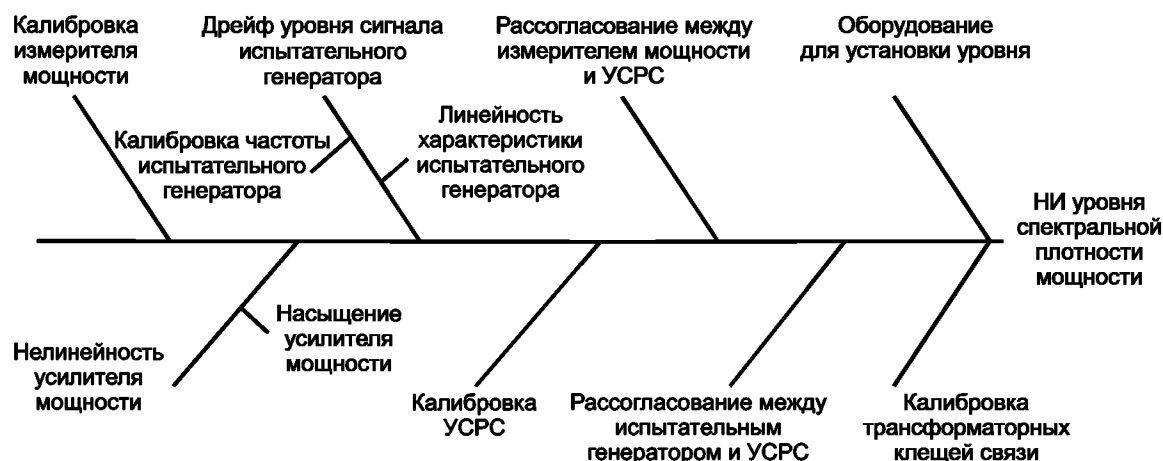 Калибровка
измерителя
мощности
Дрейф уровня сигнала
испытательного
генератора
Рассогласование между
измерителем мощности
и УСРС
Оборудование
для установки уровня
Калибровка частоты
испытательного
генератора
Линейность
характеристики
испытательного
генератора
НИ уровня
спектральной
плотности
мощности
Нелинейность
усилителя
мощности
Насыщение
усилителя
мощности
Калибровка
УСРС
Рассогласование между
испытательным
генератором и УСРС
Калибровка
трансформаторных
клещей связи